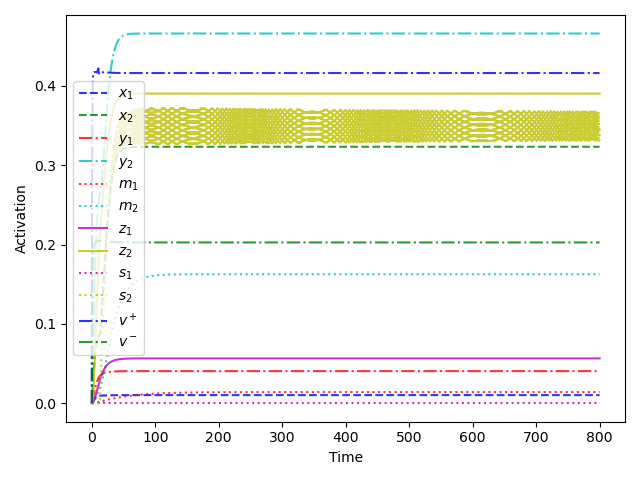 0.4
0.3
0.2
0.1
0.0
Activation
x₁
x₂
y₁
y₂
m₁
m₂
z₁
z₂
s₁
s₂
v⁺
v⁻
0 100 200 300 400 500 600 700 800
Time